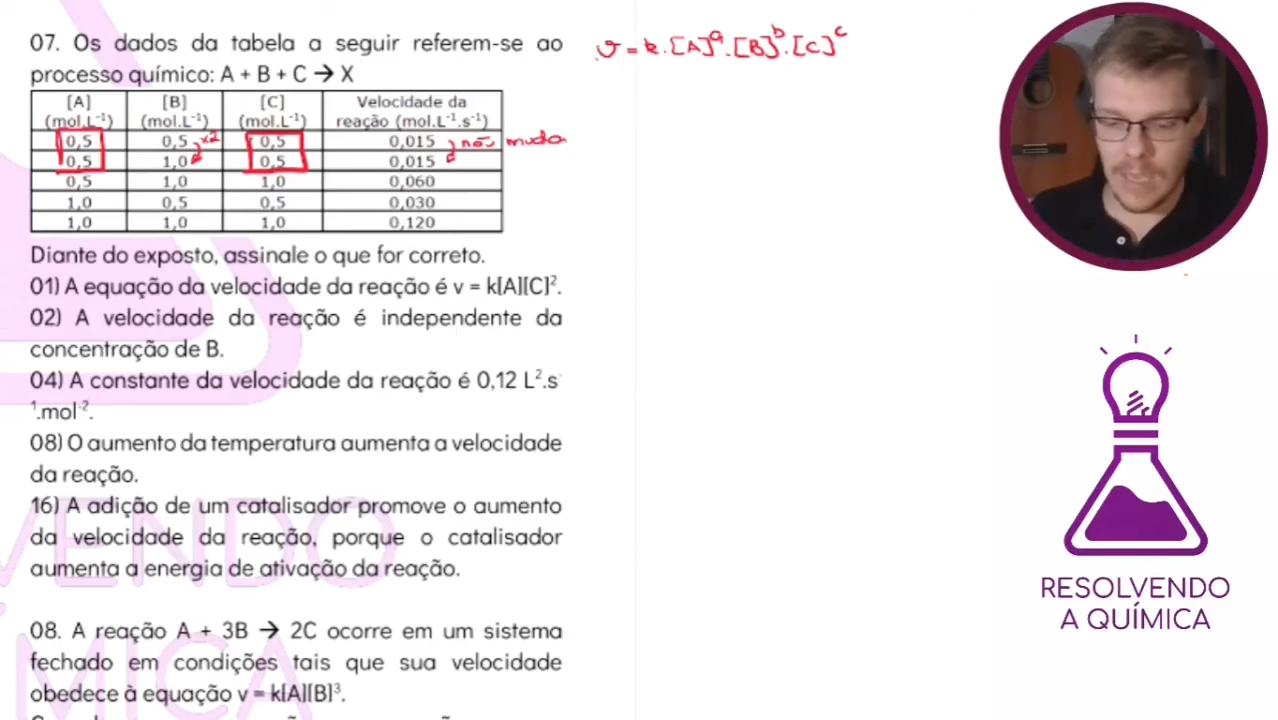 07. Os dados da tabela a seguir referem-se ao
processo químico: A + B + C → X
[A] [B] [C] Velocidade da
(mol.L⁻¹) (mol.L⁻¹) (mol.L⁻¹) reação (mol.L⁻¹.s⁻¹)
0,5 0,5 x2 0,5 0,015 não muda
0,5 1,0 0,5 0,015
0,5 1,0 1,0 0,060
1,0 0,5 0,5 0,030
1,0 1,0 1,0 0,120
Diante do exposto, assinale o que for correto.
01) A equação da velocidade da reação é v = k[A][C]².
02) A velocidade da reação é independente da
concentração de B.
04) A constante da velocidade da reação é 0,12 L².s⁻
¹.mol⁻².
08) O aumento da temperatura aumenta a velocidade
da reação.
16) A adição de um catalisador promove o aumento
da velocidade da reação, porque o catalisador
aumenta a energia de ativação da reação.
08. A reação A + 3B → 2C ocorre em um sistema
fechado em condições tais que sua velocidade
obedece à equação v = k[A][B]³.
v = k.[A]ᵃ.[B]ᵇ.[C]ᶜ
RESOLVENDO
A QUÍMICA